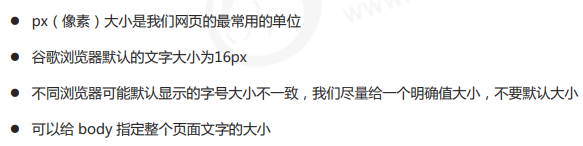 ● px（像素）大小是我们网页的最常用的单位
● 谷歌浏览器默认的文字大小为16px
● 不同浏览器可能默认显示的字号大小不一致，我们尽量给一个明确值大小，不要默认大小
● 可以给 body 指定整个页面文字的大小